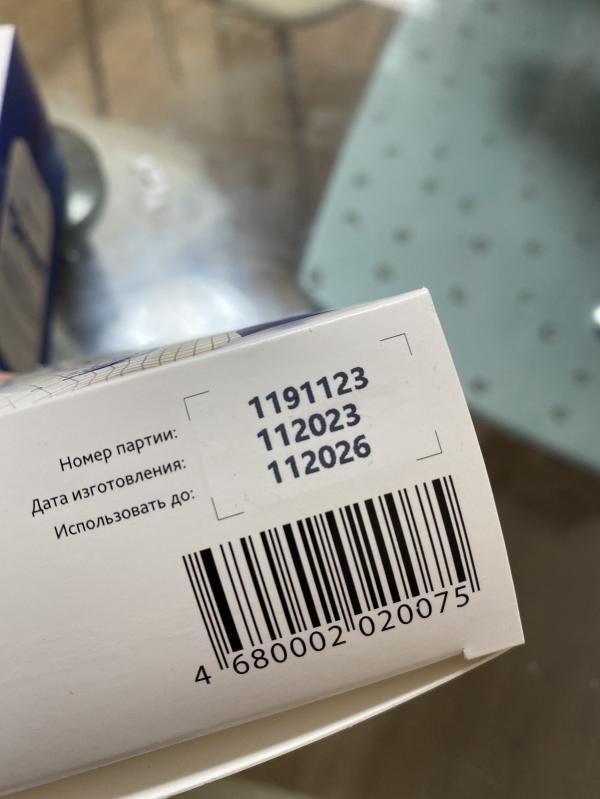 Номер партии: 1191123
Дата изготовления: 112023
Использовать до: 112026
4 680002 020075